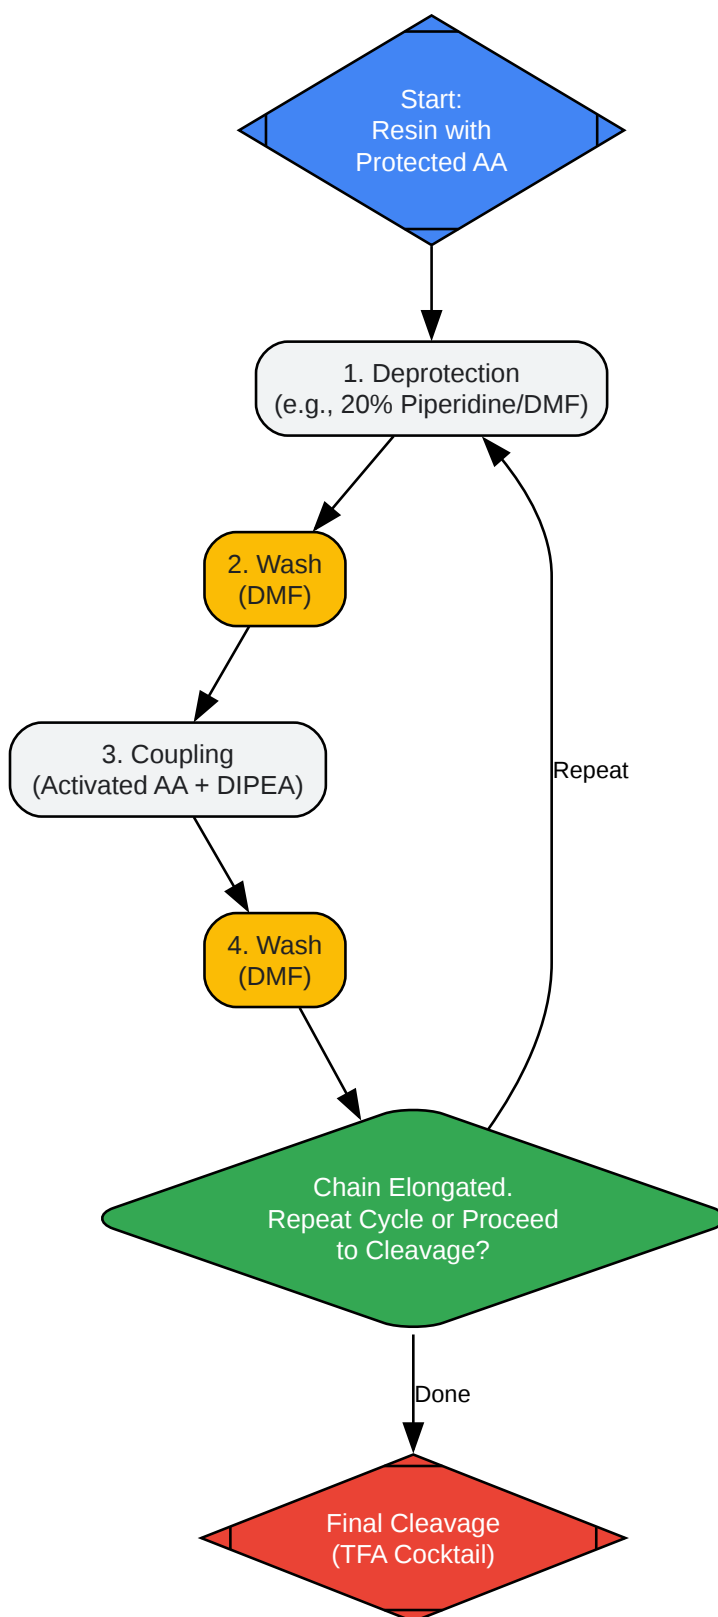 Start:
Resin with
Protected AA
1. Deprotection
(e.g., 20% Piperidine/DMF)
2. Wash
(DMF)
3. Coupling
(Activated AA + DIPEA)
Repeat
4. Wash
(DMF)
Chain Elongated.
Repeat Cycle or Proceed
to Cleavage?
Done
Final Cleavage
(TFA Cocktail)